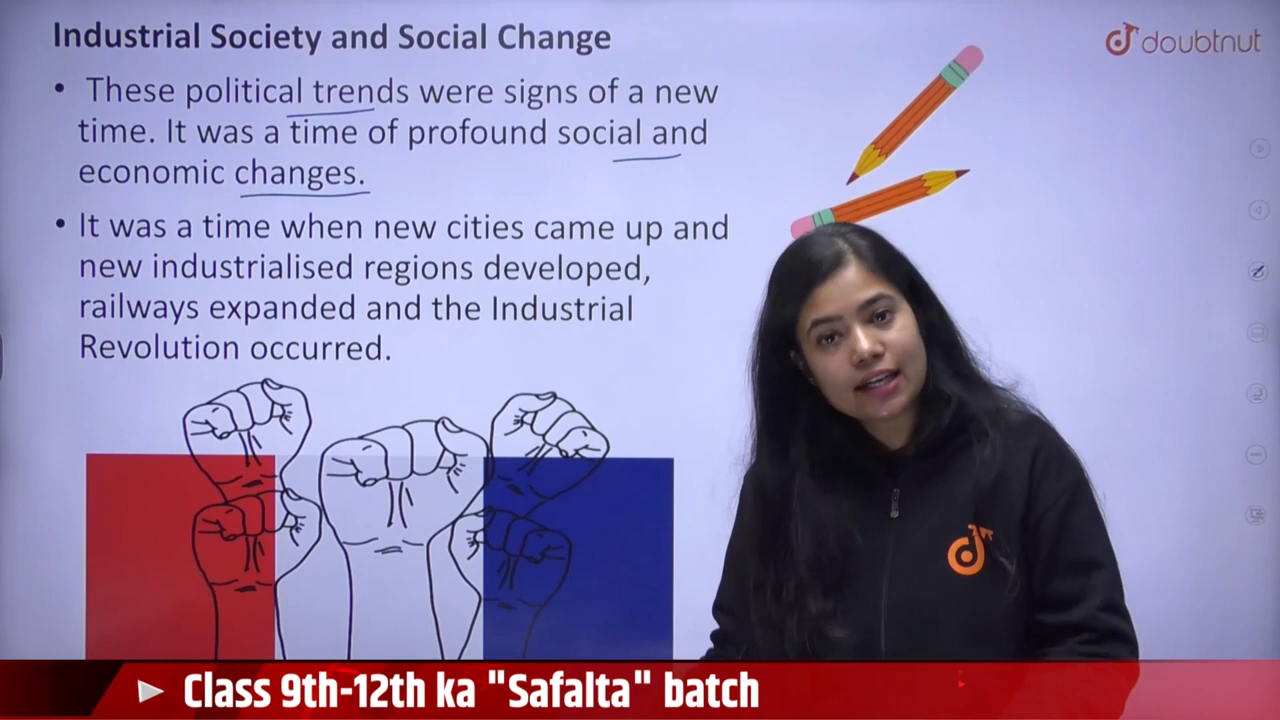 Industrial Society and Social Change
doubtnut
• These political trends were signs of a new
time. It was a time of profound social and
economic changes.
• It was a time when new cities came up and
new industrialised regions developed,
railways expanded and the Industrial
Revolution occurred.
Class 9th-12th ka "Safalta" batch